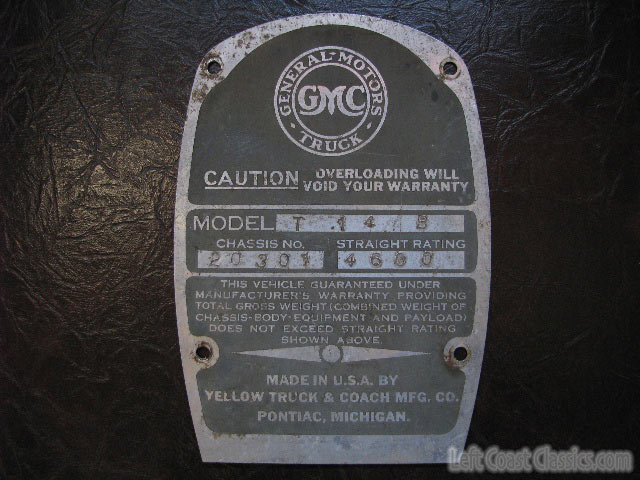 GENERAL MOTORS
GMC
TRUCK
CAUTION OVERLOADING WILL
VOID YOUR WARRANTY
MODEL T 14 B
CHASSIS NO. STRAIGHT RATING
20301 4600
THIS VEHICLE GUARANTEED UNDER
MANUFACTURER'S WARRANTY PROVIDING
TOTAL GROSS WEIGHT (COMBINED WEIGHT OF
CHASSIS-BODY-EQUIPMENT AND PAYLOAD)
DOES NOT EXCEED STRAIGHT RATING
SHOWN ABOVE.
MADE IN U.S.A. BY
YELLOW TRUCK & COACH MFG. CO.
PONTIAC, MICHIGAN.
Left Coast Classics.com